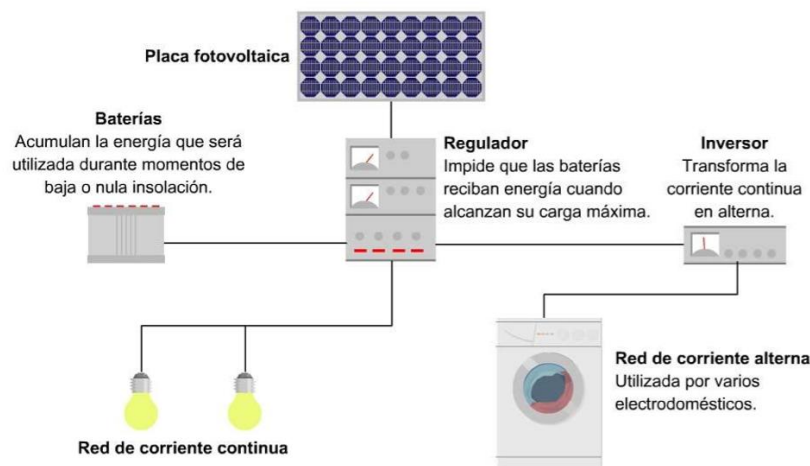 Placa fotovoltaica
Baterías
Acumulan la energía que será
utilizada durante momentos de
baja o nula insolación.
Regulador
Impide que las baterías
reciban energía cuando
alcanzan su carga máxima.
Inversor
Transforma la
corriente continua
en alterna.
Red de corriente continua
Red de corriente alterna
Utilizada por varios
electrodomésticos.